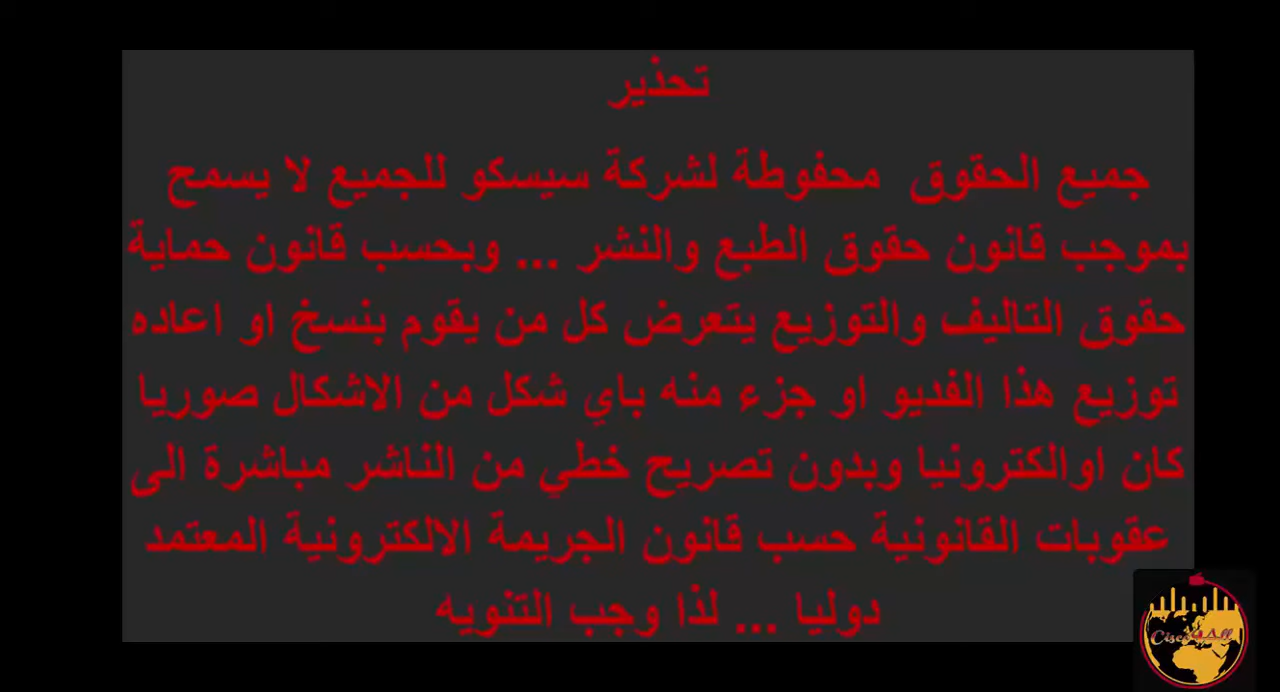 تحذير
جميع الحقوق محفوطة لشركة سيسكو للجميع لا يسمح
بموجب قانون حقوق الطبع والنشر ... وبحسب قانون حماية
حقوق التاليف والتوزيع يتعرض كل من يقوم بنسخ او اعاده
توزيع هذا الفديو او جزء منه باي شكل من الاشكال صوريا
كان اوالكترونيا وبدون تصريح خطي من الناشر مباشرة الى
عقوبات القانونية حسب قانون الجريمة الالكترونية المعتمد
دوليا ... لذا وجب التنويه
Cisco4All